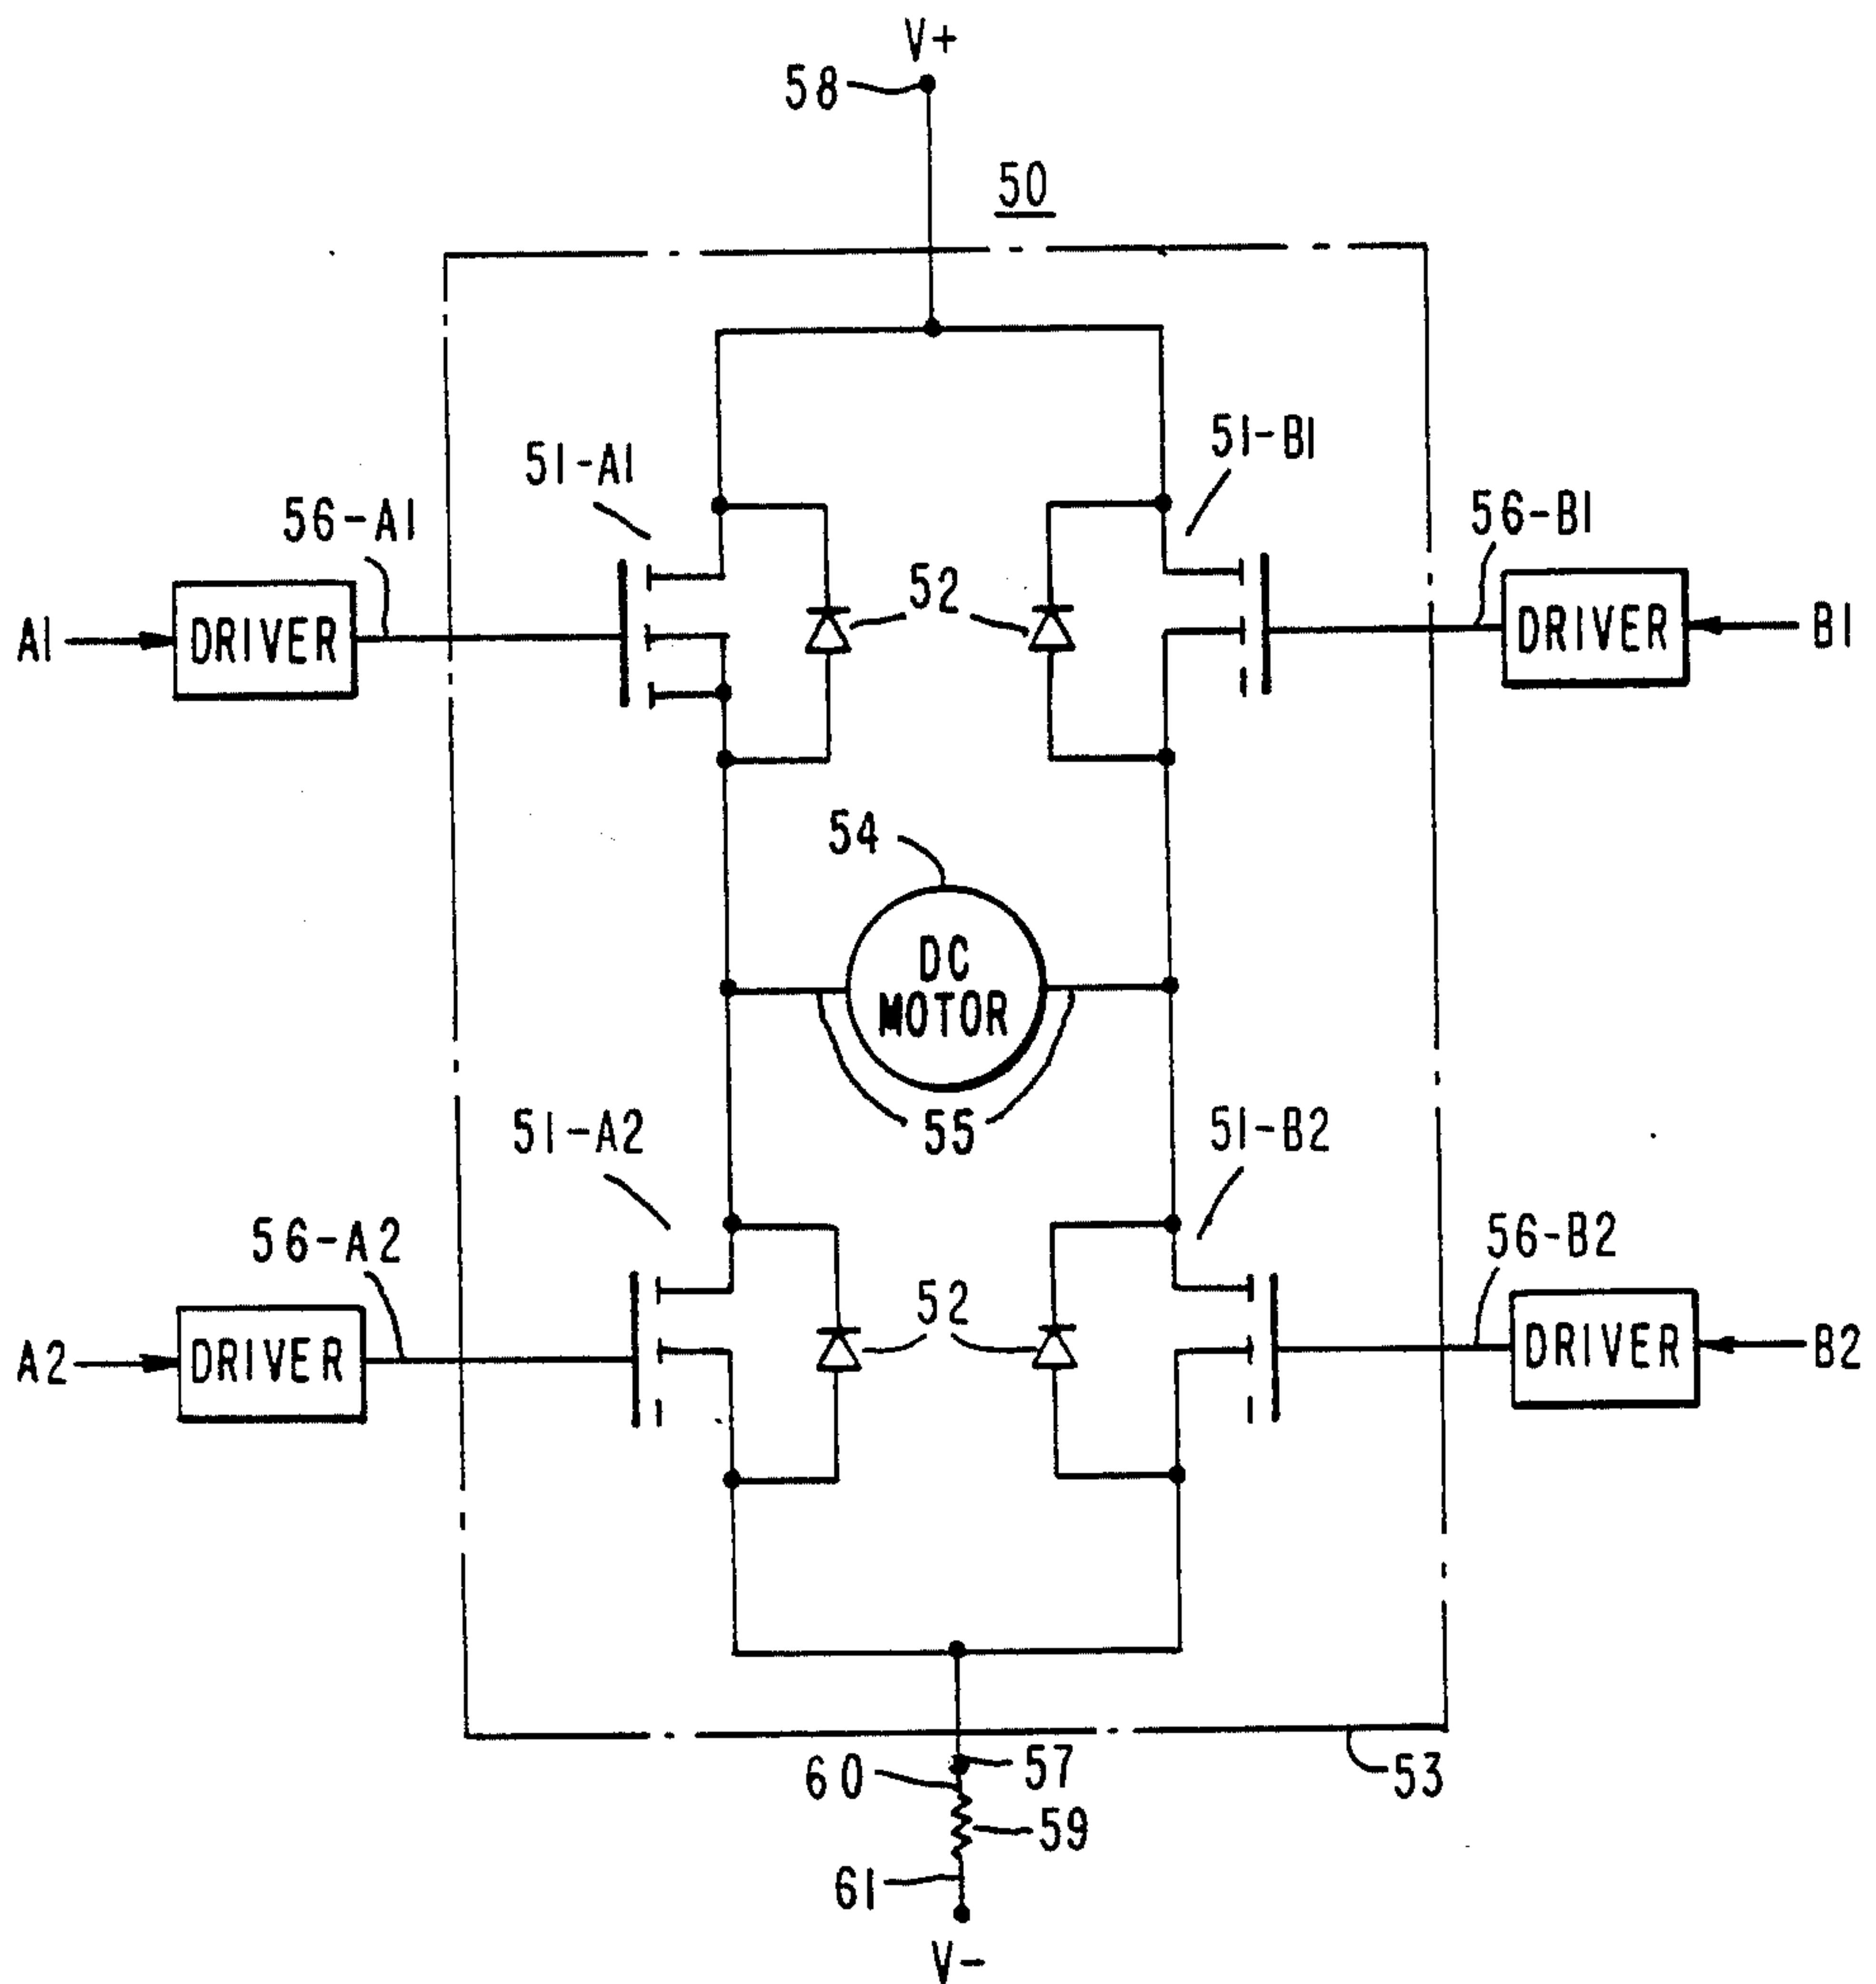 V+
58
50
51-A1
51-B1
56-A1
56-B1
52
A1
DRIVER
DRIVER
B1
54
DC
MOTOR
55
51-A2
51-B2
56-A2
56-B2
52
A2
DRIVER
DRIVER
B2
57
60
53
59
61
V-